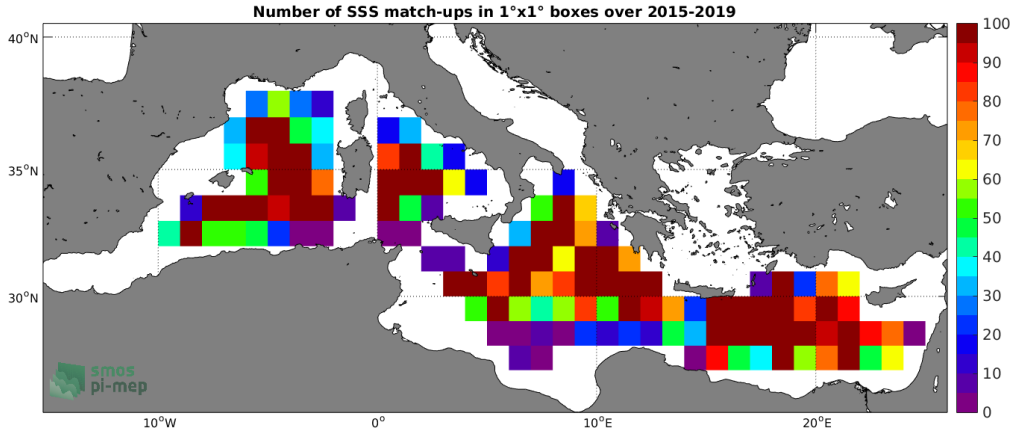 Number of SSS match-ups in 1°x1° boxes over 2015-2019
40°N
35°N
30°N
10°W
0°
10°E
20°E
100
90
80
70
60
50
40
30
20
10
0
smos
pi-mep